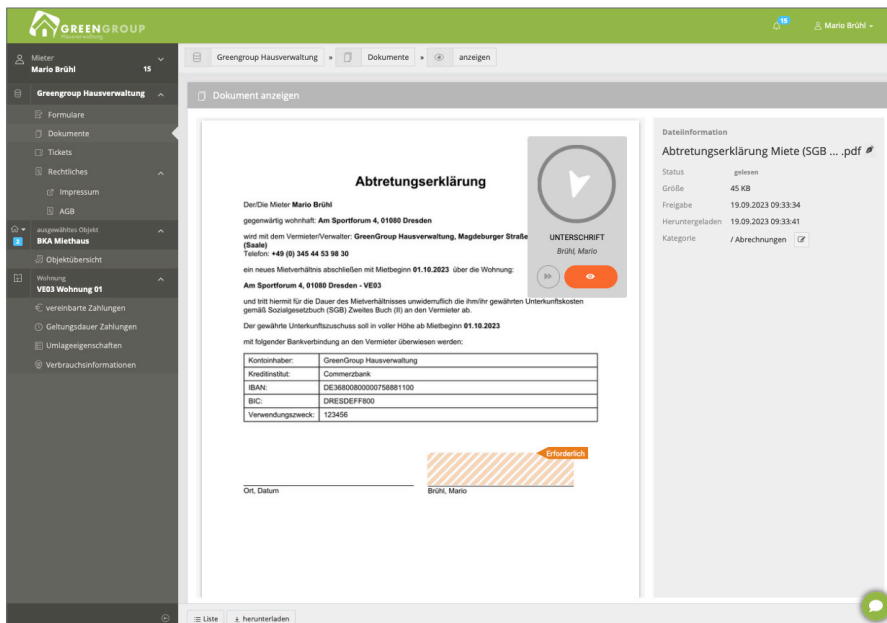 GREENGROUP
Hausverwaltung
15
Mario Brühl
Mieter
Mario Brühl 15
Greengroup Hausverwaltung
Formulare
Dokumente
Tickets
Rechtliches
Impressum
AGB
ausgewähltes Objekt
2 BKA Miethaus
Objektübersicht
Wohnung
VE03 Wohnung 01
vereinbarte Zahlungen
Geltungsdauer Zahlungen
Umlageeigenschaften
Verbrauchsinformationen
Greengroup Hausverwaltung » Dokumente » anzeigen
Dokument anzeigen
Abtretungserklärung
Der/Die Mieter Mario Brühl
gegenwärtig wohnhaft: Am Sportforum 4, 01080 Dresden
wird mit dem Vermieter/Verwalter: GreenGroup Hausverwaltung, Magdeburger Straße
(Saale)
Telefon: +49 (0) 345 44 53 98 30
ein neues Mietverhältnis abschließen mit Mietbeginn 01.10.2023 über die Wohnung:
Am Sportforum 4, 01080 Dresden - VE03
und tritt hiermit für die Dauer des Mietverhältnisses unwiderruflich die ihm/ihr gewährten Unterkunftskosten
gemäß Sozialgesetzbuch (SGB) Zweites Buch (II) an den Vermieter ab.
Der gewährte Unterkunftszuschuss soll in voller Höhe ab Mietbeginn 01.10.2023
mit folgender Bankverbindung an den Vermieter überwiesen werden:
Kontoinhaber: GreenGroup Hausverwaltung
Kreditinstitut: Commerzbank
IBAN: DE36800800000758881100
BIC: DRESDEFF800
Verwendungszweck: 123456
Erforderlich
Ort, Datum Brühl, Mario
UNTERSCHRIFT
Brühl, Mario
Dateiinformation
Abtretungserklärung Miete (SGB ... .pdf
Status gelesen
Größe 45 KB
Freigabe 19.09.2023 09:33:34
Heruntergeladen 19.09.2023 09:33:41
Kategorie / Abrechnungen
Liste herunterladen